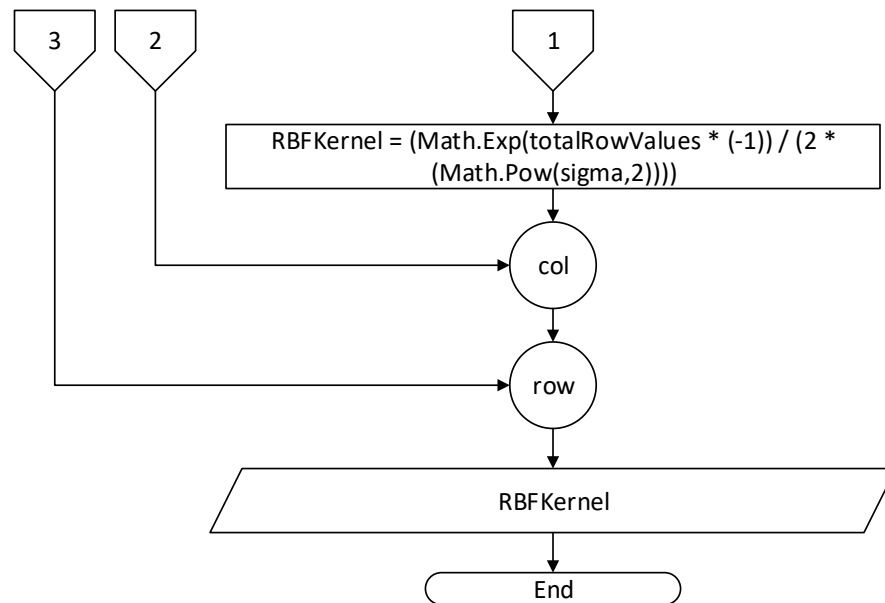 3
2
1
RBFKernel = (Math.Exp(totalRowValues * (-1)) / (2 *
(Math.Pow(sigma,2))))
col
row
RBFKernel
End